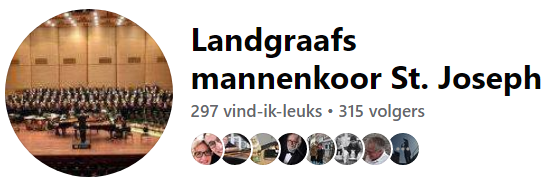 Landgraafs
mannenkoor St. Joseph
297 vind-ik-leuks • 315 volgers